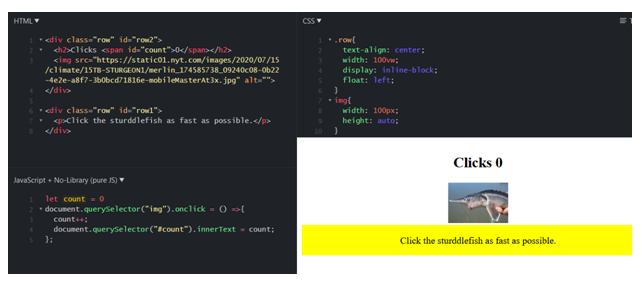 HTML ▼
1 <div class="row" id="row2">
2 <h2>Clicks <span id="count">0</span></h2>
3 <img src="https://static01.nyt.com/images/2020/07/15
/climate/15TB-STURGEON1/merlin_174585738_09240c08-0b22
-4e2e-a8f7-3b0bcd71816e-mobileMasterAt3x.jpg" alt="">
4 </div>
5
6 <div class="row" id="row1">
7 <p>Click the sturddlefish as fast as possible.</p>
8 </div>
CSS ▼
1 .row{
2 text-align: center;
3 width: 100vw;
4 display: inline-block;
5 float: left;
6 }
7 img{
8 width: 100px;
9 height: auto;
10 }
JavaScript + No-Library (pure JS) ▼
1 let count = 0
2 document.querySelector("img").onclick = () =>{
3 count++;
4 document.querySelector("#count").innerText = count;
5 };
Clicks 0
Click the sturddlefish as fast as possible.